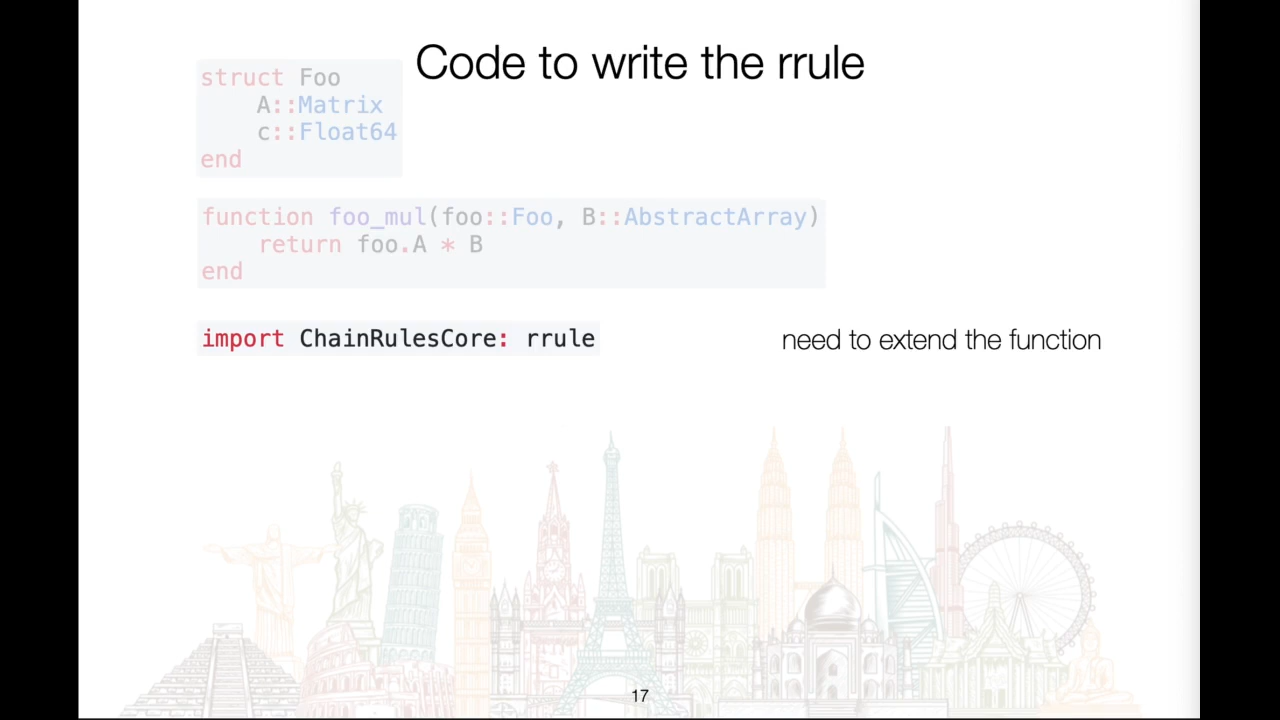 Code to write the rrule
struct Foo
    A::Matrix
    c::Float64
end
function foo_mul(foo::Foo, B::AbstractArray)
    return foo.A * B
end
import ChainRulesCore: rrule
need to extend the function
17